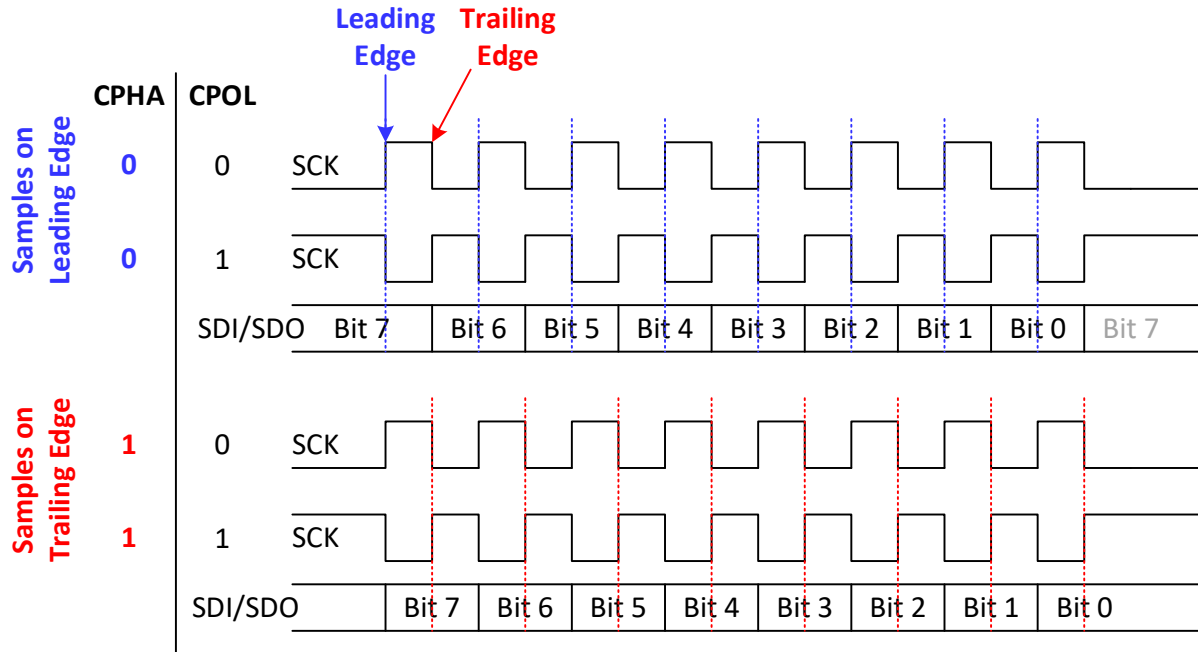 Leading Trailing
Edge Edge
CPHA CPOL
Samples on
Leading Edge
0 0 SCK
0 1 SCK
SDI/SDO Bit 7 Bit 6 Bit 5 Bit 4 Bit 3 Bit 2 Bit 1 Bit 0 Bit 7
Samples on
Trailing Edge
1 0 SCK
1 1 SCK
SDI/SDO Bit 7 Bit 6 Bit 5 Bit 4 Bit 3 Bit 2 Bit 1 Bit 0